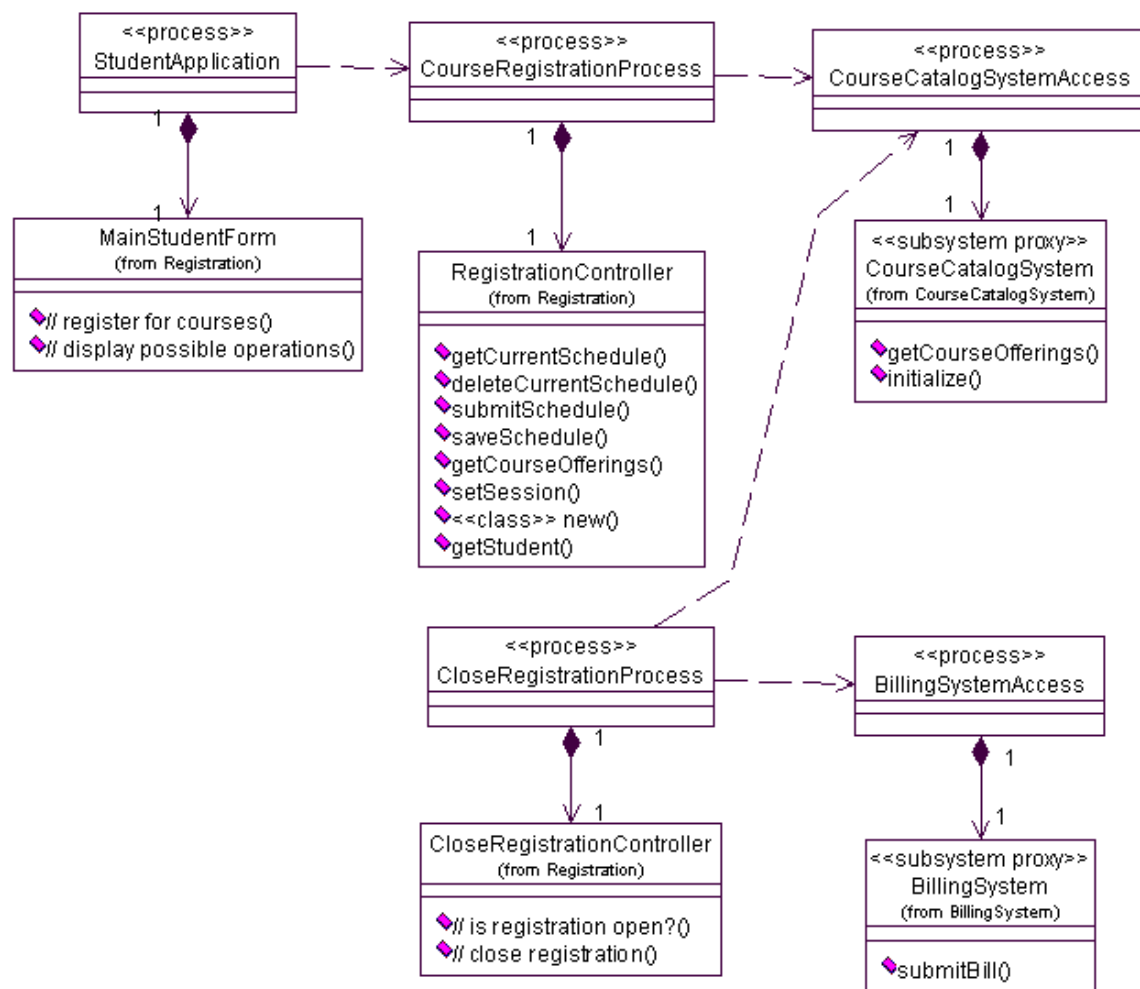 <<process>>
StudentApplication
1
1
MainStudentForm
(from Registration)
// register for courses()
// display possible operations()
<<process>>
CourseRegistrationProcess
1
1
RegistrationController
(from Registration)
getCurrentSchedule()
deleteCurrentSchedule()
submitSchedule()
saveSchedule()
getCourseOfferings()
setSession()
<<class>> new()
getStudent()
<<process>>
CourseCatalogSystemAccess
1
1
<<subsystem proxy>>
CourseCatalogSystem
(from CourseCatalogSystem)
getCourseOfferings()
initialize()
<<process>>
CloseRegistrationProcess
1
1
CloseRegistrationController
(from Registration)
// is registration open?()
// close registration()
<<process>>
BillingSystemAccess
1
1
<<subsystem proxy>>
BillingSystem
(from BillingSystem)
submitBill()